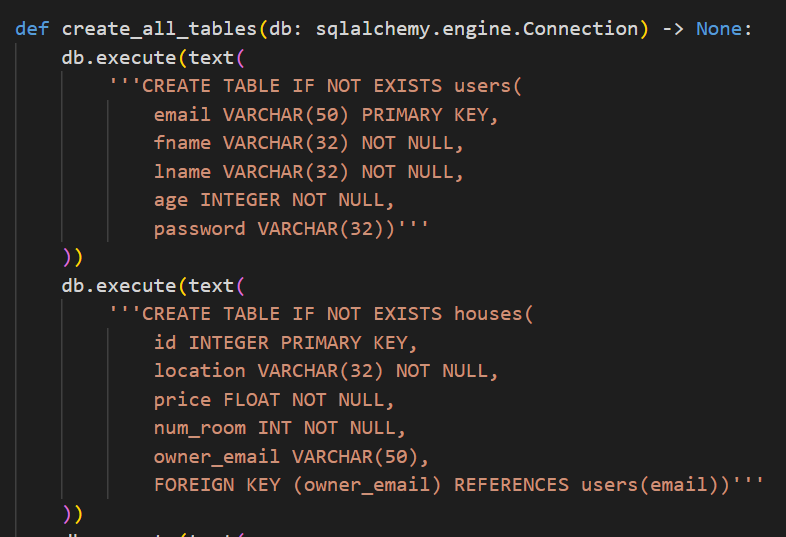 def create_all_tables(db: sqlalchemy.engine.Connection) -> None:
    db.execute(text(
        '''CREATE TABLE IF NOT EXISTS users(
            email VARCHAR(50) PRIMARY KEY,
            fname VARCHAR(32) NOT NULL,
            lname VARCHAR(32) NOT NULL,
            age INTEGER NOT NULL,
            password VARCHAR(32))'''
    ))
    db.execute(text(
        '''CREATE TABLE IF NOT EXISTS houses(
            id INTEGER PRIMARY KEY,
            location VARCHAR(32) NOT NULL,
            price FLOAT NOT NULL,
            num_room INT NOT NULL,
            owner_email VARCHAR(50),
            FOREIGN KEY (owner_email) REFERENCES users(email))'''
    ))